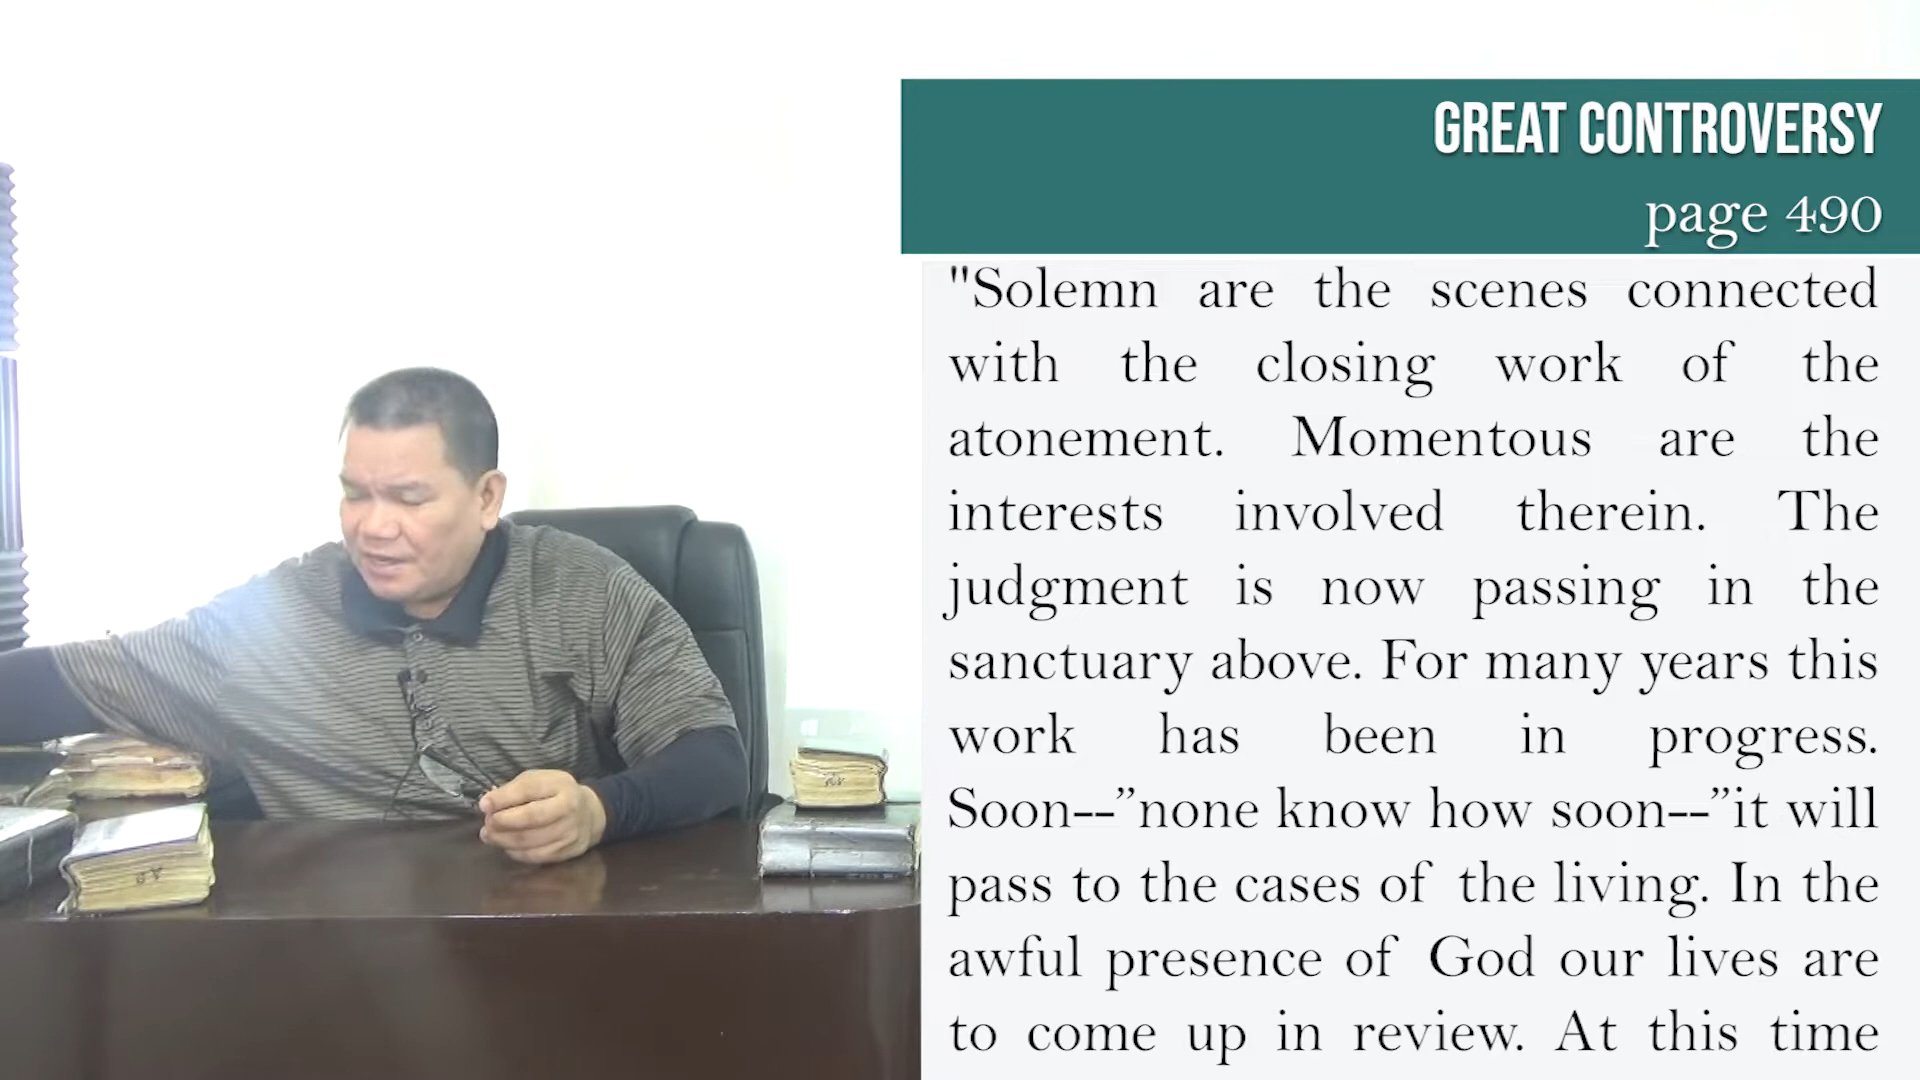 GREAT CONTROVERSY
page 490
"Solemn are the scenes connected
with the closing work of the
atonement. Momentous are the
interests involved therein. The
judgment is now passing in the
sanctuary above. For many years this
work has been in progress.
Soon--”none know how soon--”it will
pass to the cases of the living. In the
awful presence of God our lives are
to come up in review. At this time